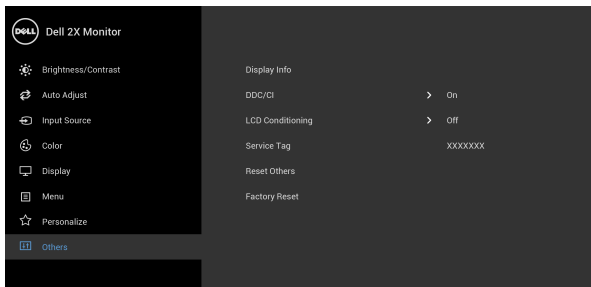 DELL Dell 2X Monitor
Brightness/Contrast Display Info
Auto Adjust DDC/CI > On
Input Source LCD Conditioning > Off
Color Service Tag XXXXXXX
Display Reset Others
Menu Factory Reset
Personalize
Others